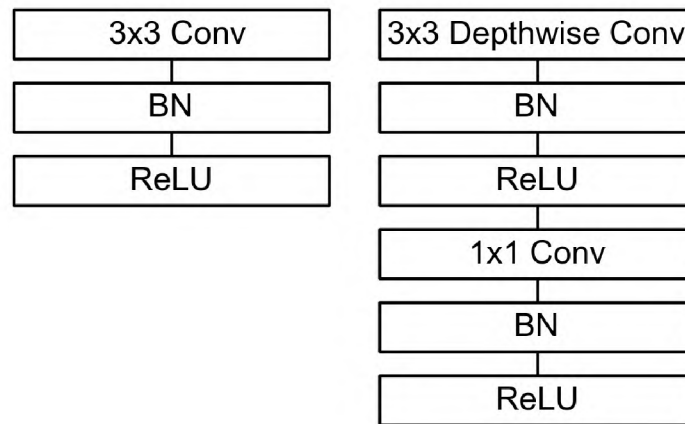 3x3 Conv
BN
ReLU
3x3 Depthwise Conv
BN
ReLU
1x1 Conv
BN
ReLU